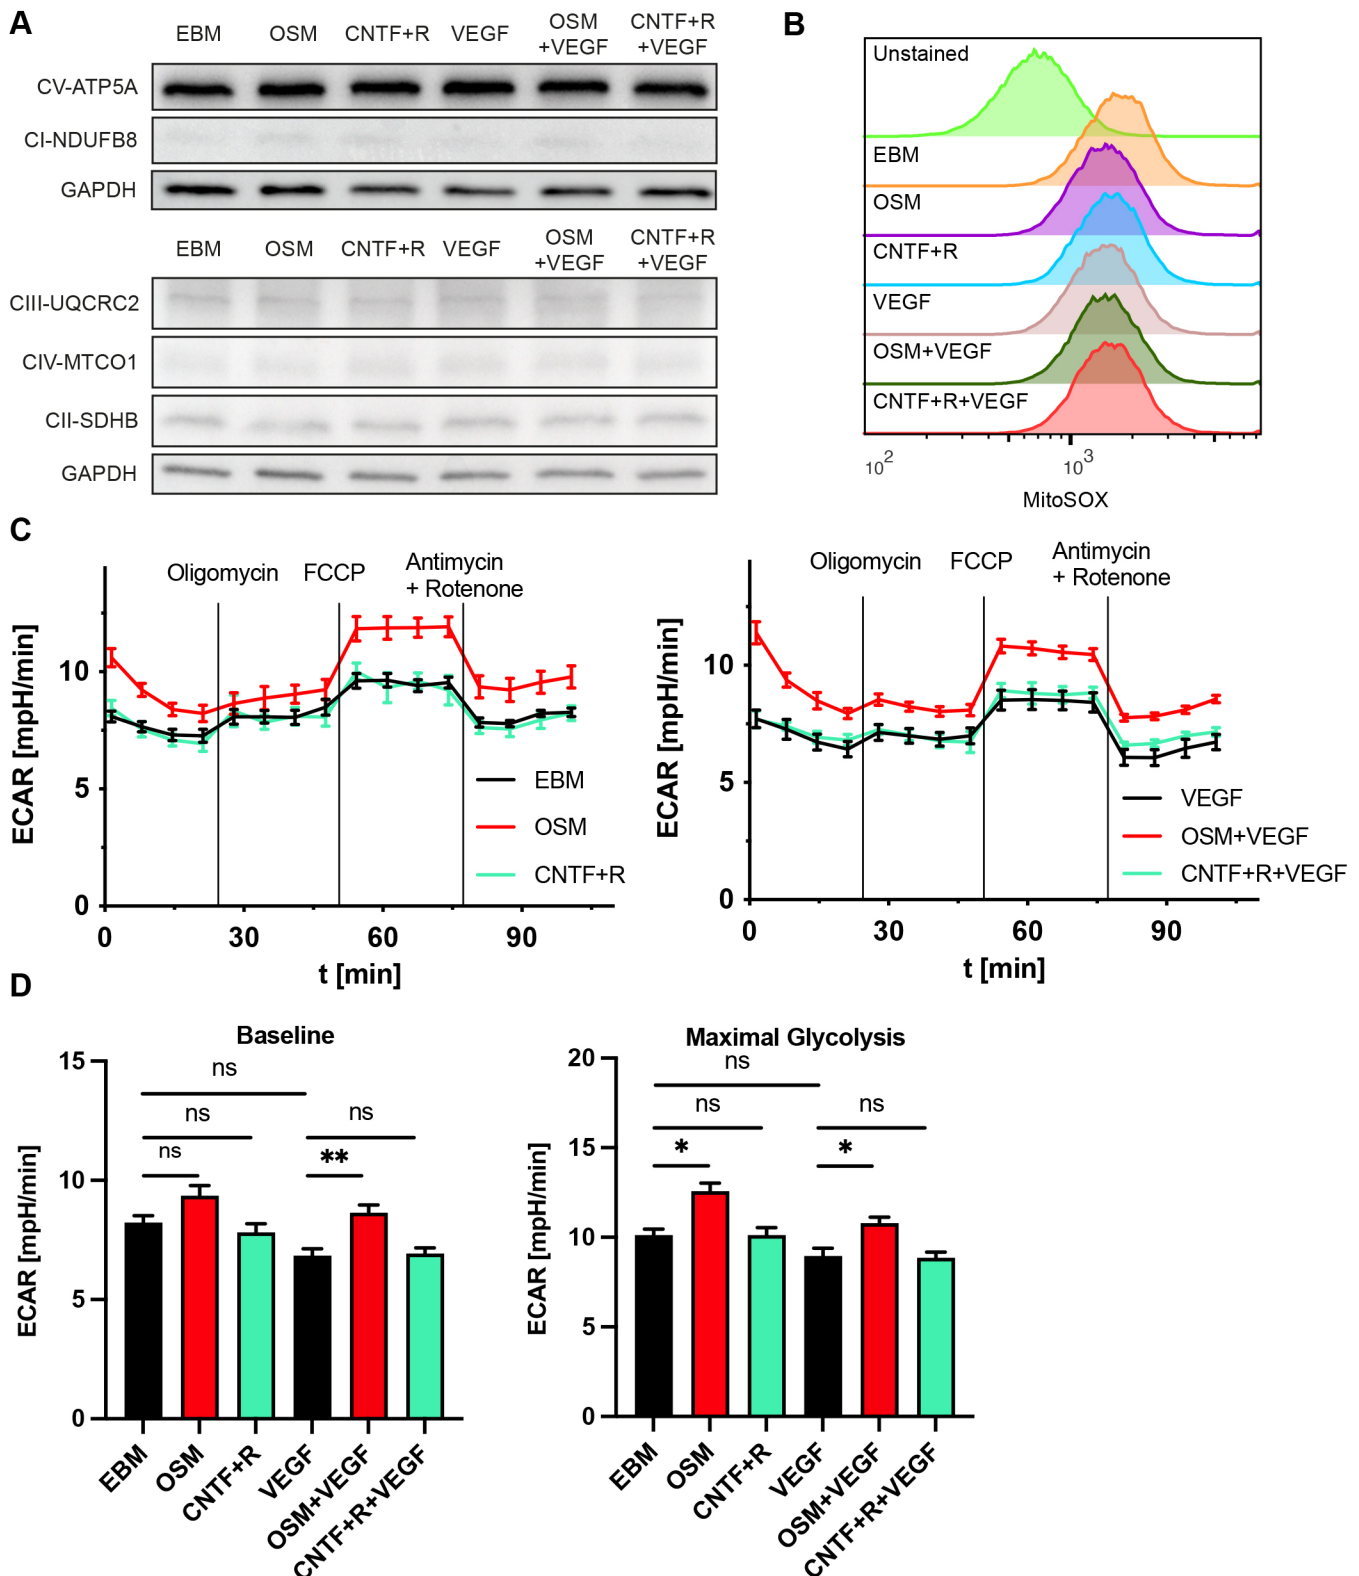 A
EBM
OSM
CNTF+R
VEGF
OSM
+VEGF
CNTF+R
+VEGF
CV-ATP5A
CI-NDUFB8
GAPDH
EBM
OSM
CNTF+R
VEGF
OSM
+VEGF
CNTF+R
+VEGF
CIII-UQCRC2
CIV-MTCO1
CII-SDHB
GAPDH
B
Unstained
EBM
OSM
CNTF+R
VEGF
OSM+VEGF
CNTF+R+VEGF
10^2
10^3
MitoSOX
C
Oligomycin
FCCP
Antimycin
+ Rotenone
ECAR [mpH/min]
10
5
0
0
30
60
90
t [min]
EBM
OSM
CNTF+R
Oligomycin
FCCP
Antimycin
+ Rotenone
ECAR [mpH/min]
10
5
0
0
30
60
90
t [min]
VEGF
OSM+VEGF
CNTF+R+VEGF
D
Baseline
ns
ns
ns
ns
**
ECAR [mpH/min]
15
10
5
0
EBM
OSM
CNTF+R
VEGF
OSM+VEGF
CNTF+R+VEGF
Maximal Glycolysis
ns
ns
ns
*
*
ECAR [mpH/min]
20
15
10
5
0
EBM
OSM
CNTF+R
VEGF
OSM+VEGF
CNTF+R+VEGF